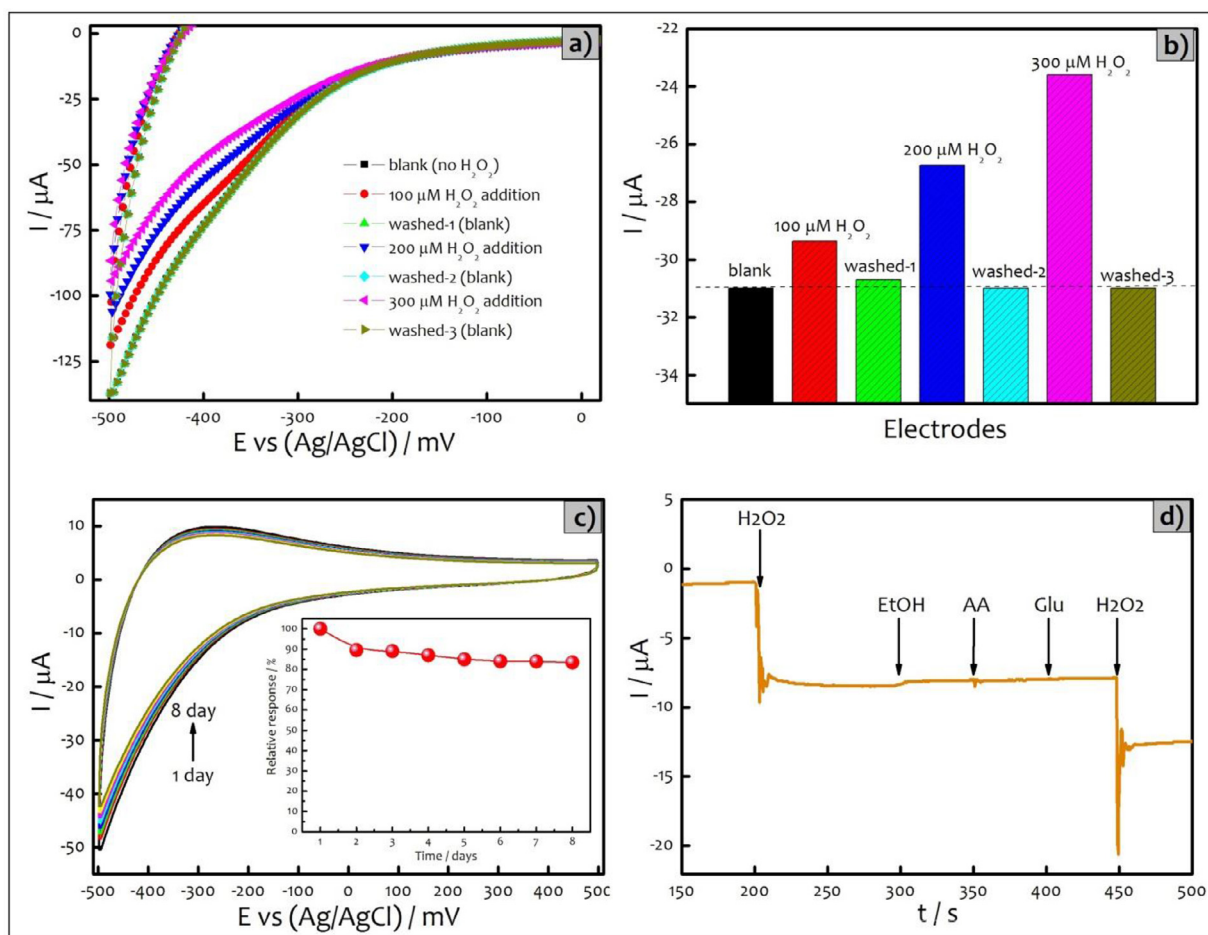 a)
I / µA
0
-25
-50
-75
-100
-125
blank (no H₂O₂)
100 µM H₂O₂ addition
washed-1 (blank)
200 µM H₂O₂ addition
washed-2 (blank)
300 µM H₂O₂ addition
washed-3 (blank)
-500 -400 -300 -200 -100 0
E vs (Ag/AgCl) / mV
b)
I / µA
-22
-24
-26
-28
-30
-31
-34
blank
100 µM H₂O₂
washed-1
200 µM H₂O₂
washed-2
300 µM H₂O₂
washed-3
Electrodes
c)
I / µA
10
0
-10
-20
-30
-40
-50
8 day
1 day
Relative response / %
100
90
80
70
60
50
40
30
20
10
0
1 2 3 4 5 6 7 8
Time / days
-500 -400 -300 -200 -100 0 100 200 300 400 500
E vs (Ag/AgCl) / mV
d)
I / µA
5
0
-5
-10
-15
-20
H2O2
EtOH
AA
Glu
H2O2
150 200 250 300 350 400 450 500
t / s